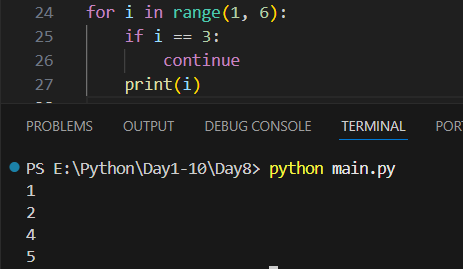 24 for i in range(1, 6):
25     if i == 3:
26         continue
27     print(i)
PROBLEMS OUTPUT DEBUG CONSOLE TERMINAL POR
PS E:\Python\Day1-10\Day8> python main.py
1
2
4
5